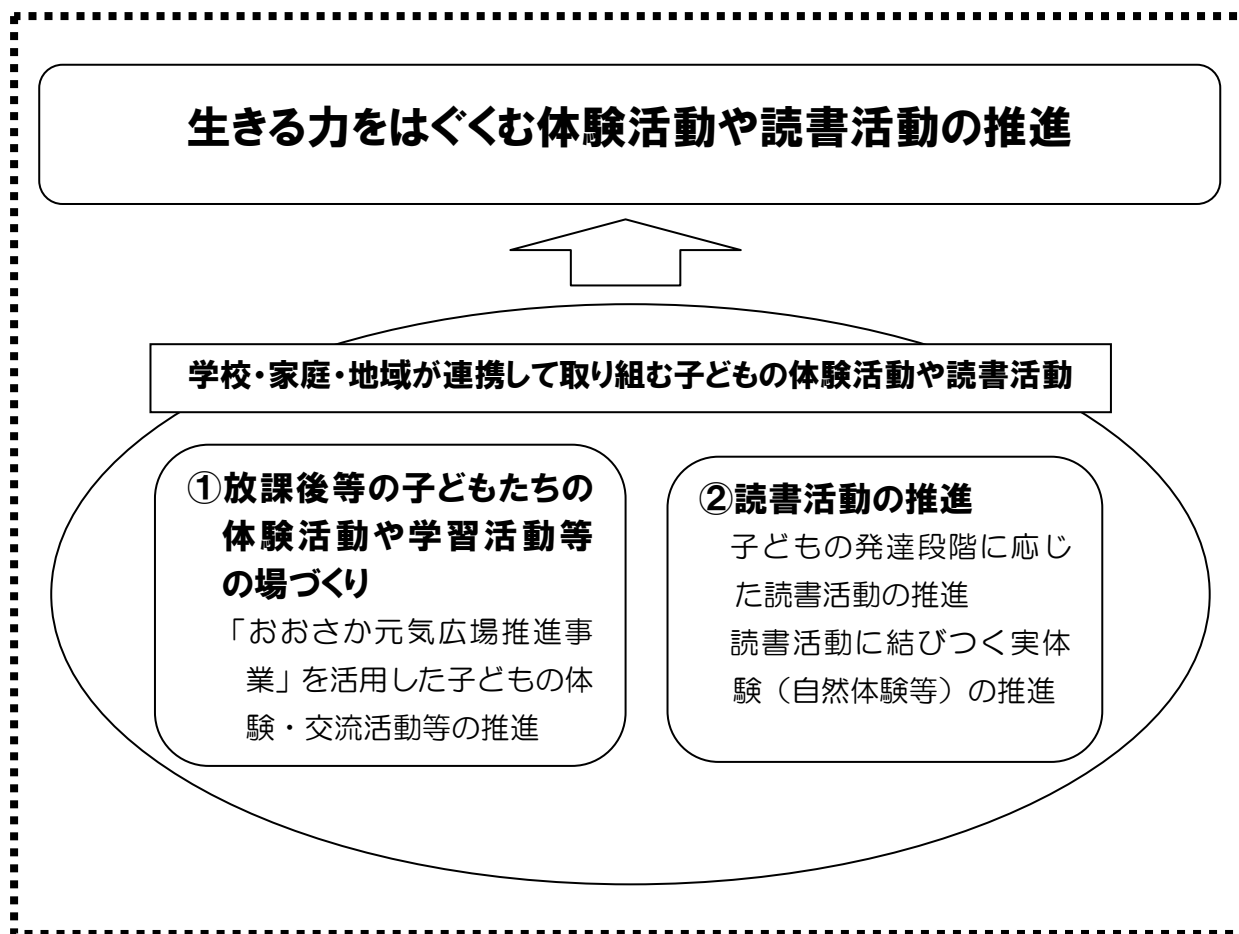 生きる力をはぐくむ体験活動や読書活動の推進
学校・家庭・地域が連携して取り組む子どもの体験活動や読書活動
①放課後等の子どもたちの
体験活動や学習活動等
の場づくり
「おおさか元気広場推進事
業」を活用した子どもの体
験・交流活動等の推進
②読書活動の推進
子どもの発達段階に応じ
た読書活動の推進
読書活動に結びつく実体
験（自然体験等）の推進